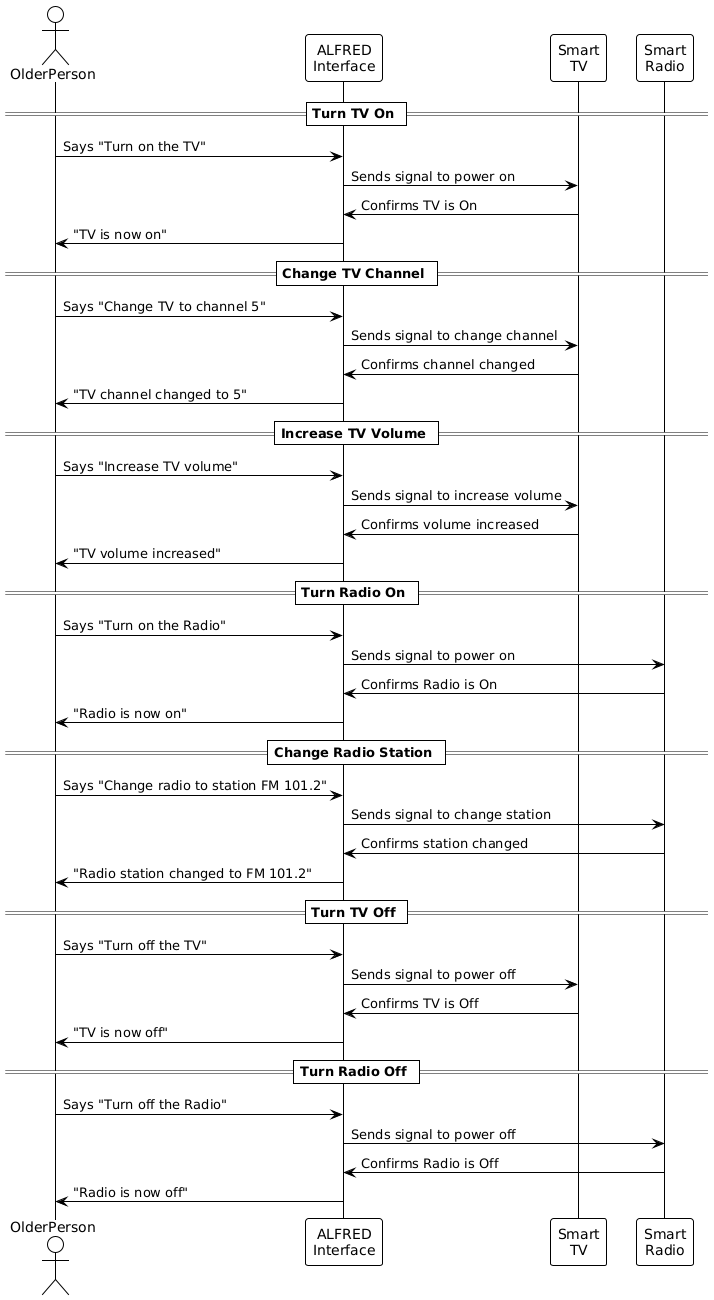 OlderPerson
ALFRED
Interface
Smart
TV
Smart
Radio
Turn TV On
Says "Turn on the TV"
Sends signal to power on
Confirms TV is On
"TV is now on"
Change TV Channel
Says "Change TV to channel 5"
Sends signal to change channel
Confirms channel changed
"TV channel changed to 5"
Increase TV Volume
Says "Increase TV volume"
Sends signal to increase volume
Confirms volume increased
"TV volume increased"
Turn Radio On
Says "Turn on the Radio"
Sends signal to power on
Confirms Radio is On
"Radio is now on"
Change Radio Station
Says "Change radio to station FM 101.2"
Sends signal to change station
Confirms station changed
"Radio station changed to FM 101.2"
Turn TV Off
Says "Turn off the TV"
Sends signal to power off
Confirms TV is Off
"TV is now off"
Turn Radio Off
Says "Turn off the Radio"
Sends signal to power off
Confirms Radio is Off
"Radio is now off"
OlderPerson
ALFRED
Interface
Smart
TV
Smart
Radio